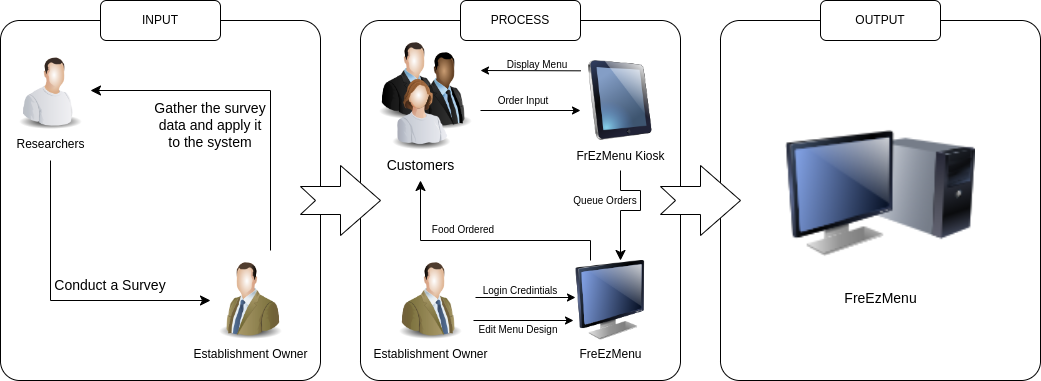 INPUT
PROCESS
OUTPUT
Researchers
Gather the survey
data and apply it
to the system
Conduct a Survey
Establishment Owner
Display Menu
Order Input
Customers
FrEzMenu Kiosk
Queue Orders
Food Ordered
Login Credintials
Edit Menu Design
Establishment Owner
FreEzMenu
FreEzMenu